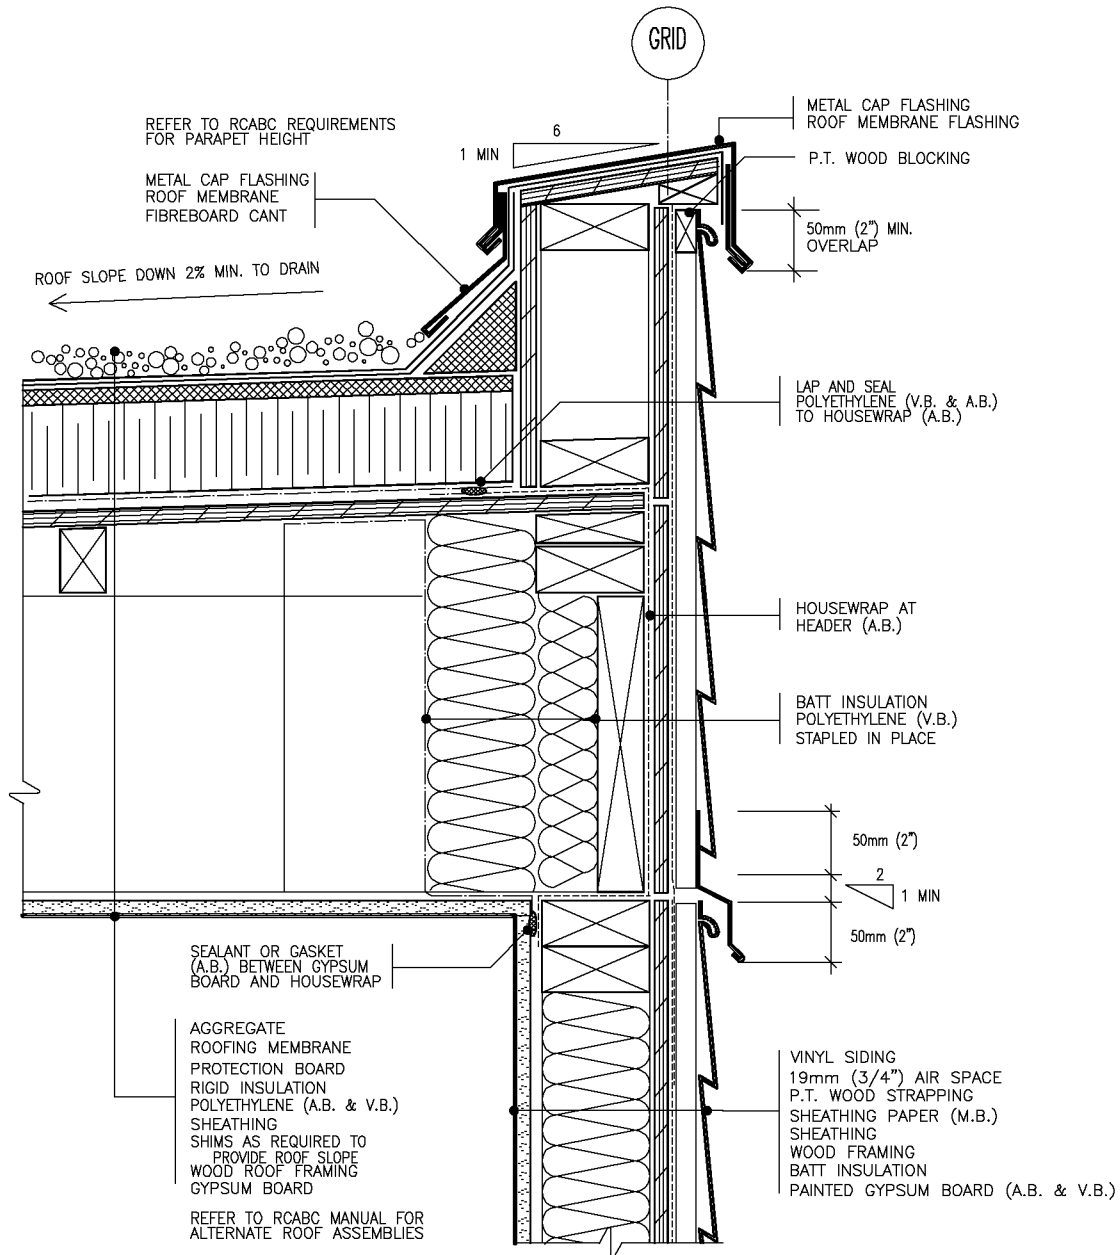 GRID
METAL CAP FLASHING
ROOF MEMBRANE FLASHING
P.T. WOOD BLOCKING
6
1 MIN
REFER TO RCABC REQUIREMENTS
FOR PARAPET HEIGHT
METAL CAP FLASHING
ROOF MEMBRANE
FIBREBOARD CANT
50mm (2") MIN.
OVERLAP
ROOF SLOPE DOWN 2% MIN. TO DRAIN
LAP AND SEAL
POLYETHYLENE (V.B. & A.B.)
TO HOUSEWRAP (A.B.)
HOUSEWRAP AT
HEADER (A.B.)
BATT INSULATION
POLYETHYLENE (V.B.)
STAPLED IN PLACE
50mm (2")
2
1 MIN
50mm (2")
SEALANT OR GASKET
(A.B.) BETWEEN GYPSUM
BOARD AND HOUSEWRAP
AGGREGATE
ROOFING MEMBRANE
PROTECTION BOARD
RIGID INSULATION
POLYETHYLENE (A.B. & V.B.)
SHEATHING
SHIMS AS REQUIRED TO
PROVIDE ROOF SLOPE
WOOD ROOF FRAMING
GYPSUM BOARD
REFER TO RCABC MANUAL FOR
ALTERNATE ROOF ASSEMBLIES
VINYL SIDING
19mm (3/4") AIR SPACE
P.T. WOOD STRAPPING
SHEATHING PAPER (M.B.)
SHEATHING
WOOD FRAMING
BATT INSULATION
PAINTED GYPSUM BOARD (A.B. & V.B.)